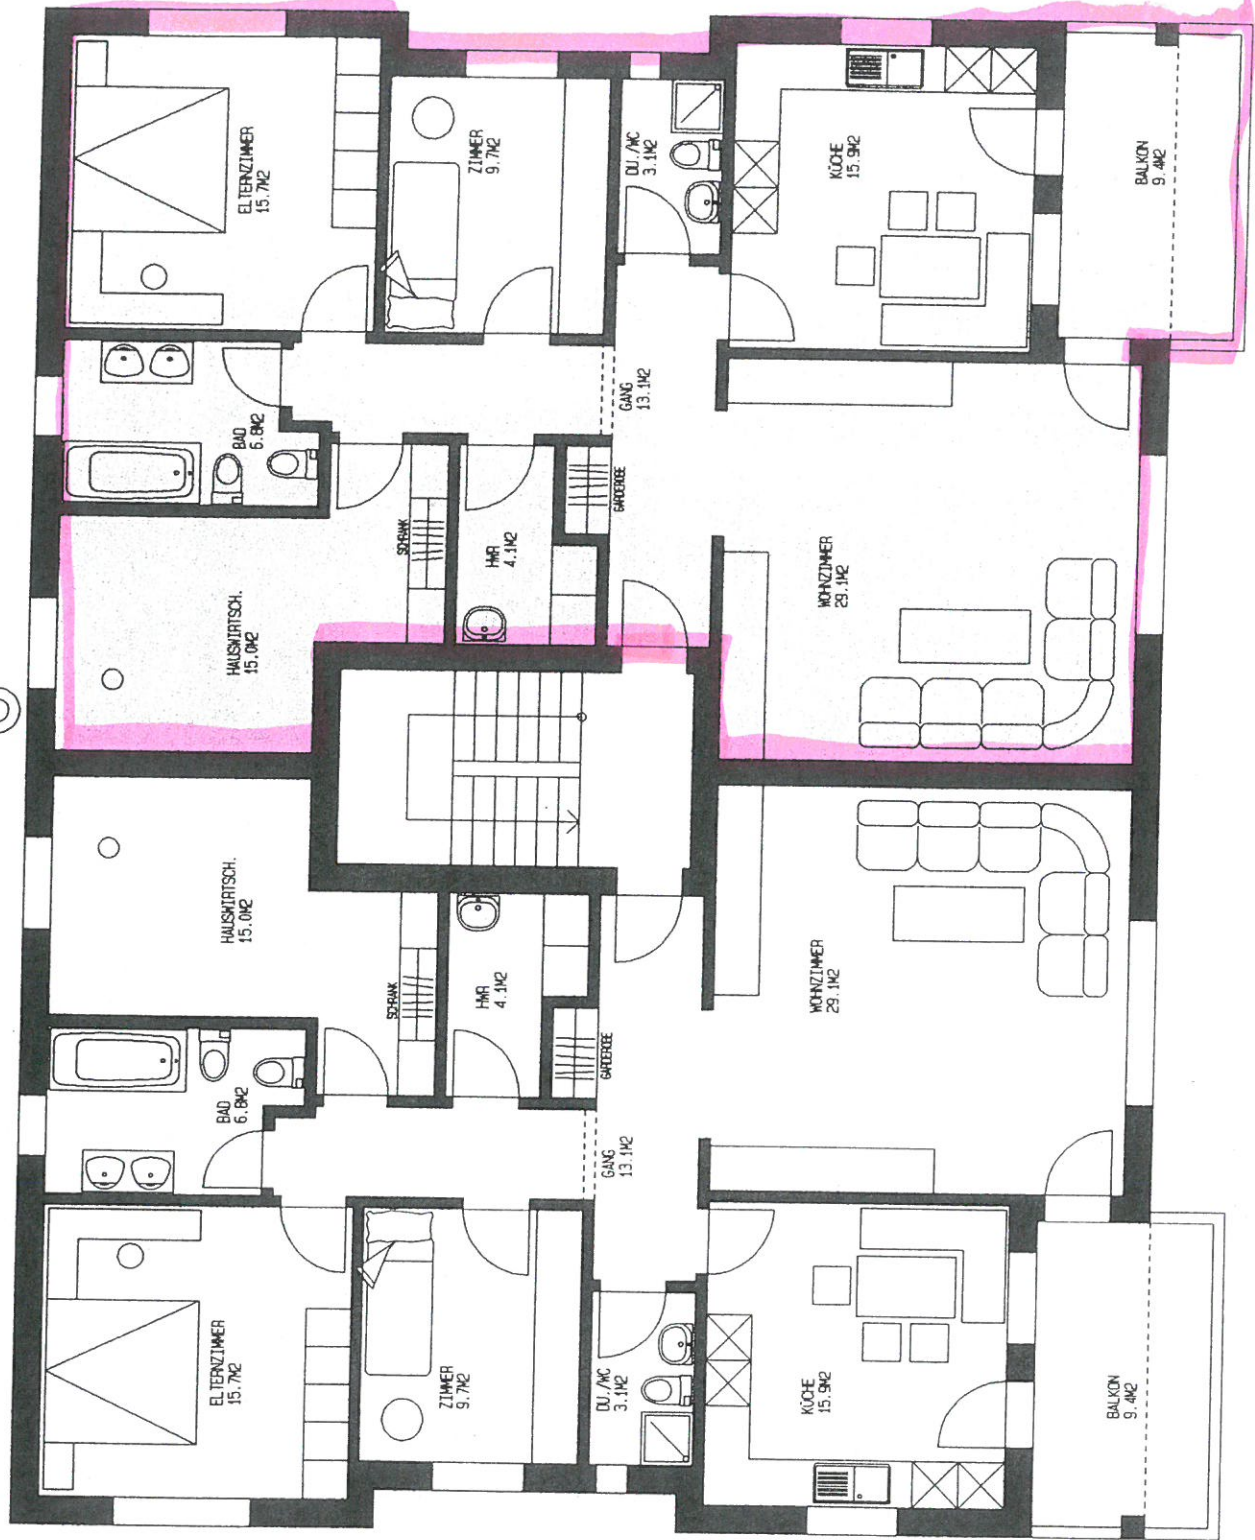 ELTERNZIMMER
15.7M2
ZIMMER
9.7M2
DU./WC
3.1M2
KÜCHE
15.9M2
BALKON
9.4M2
BAD
6.8M2
GANG
13.1M2
HAUSWIRTSCH.
15.0M2
SCHRANK
HWR
4.1M2
GARDEROBE
WOHNZIMMER
29.1M2
HAUSWIRTSCH.
15.0M2
SCHRANK
HWR
4.1M2
GARDEROBE
WOHNZIMMER
29.1M2
BAD
6.8M2
GANG
13.1M2
ELTERNZIMMER
15.7M2
ZIMMER
9.7M2
DU./WC
3.1M2
KÜCHE
15.9M2
BALKON
9.4M2